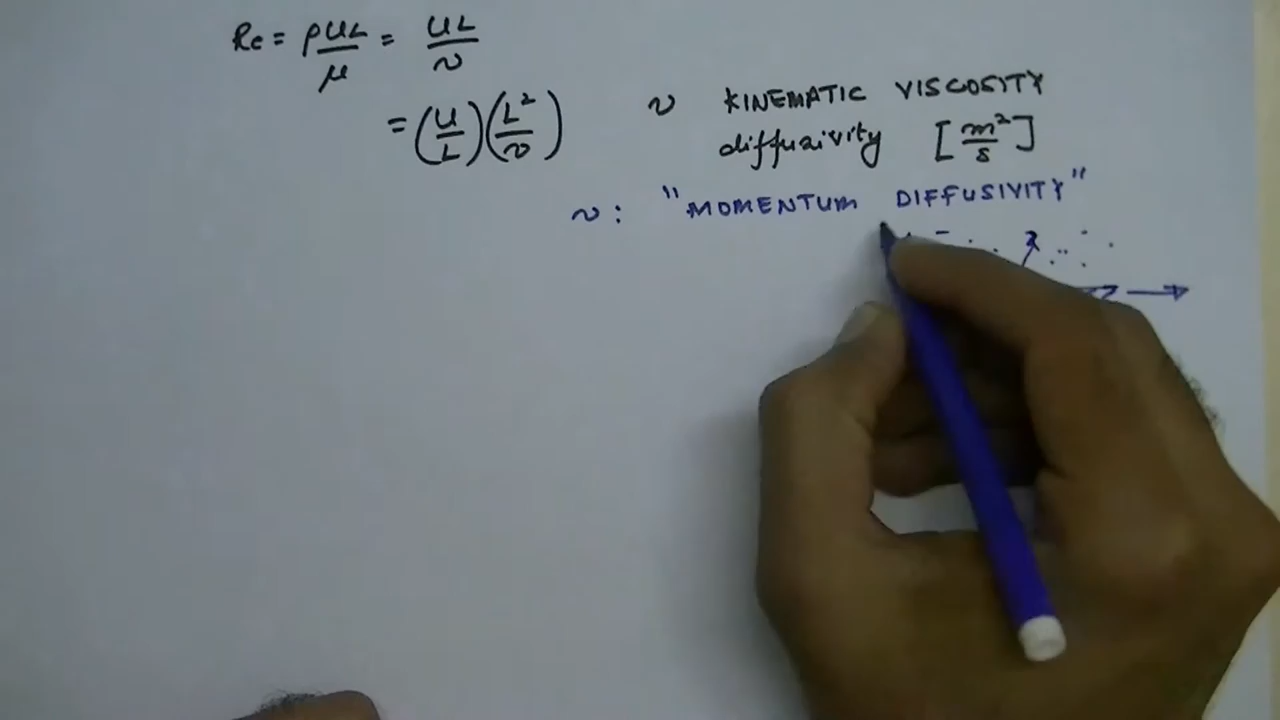 Re = ρUL/μ = UL/ν
= (U/L)(L²/ν)
ν KINEMATIC VISCOSITY
diffusivity [m²/s]
ν: "MOMENTUM DIFFUSIVITY"